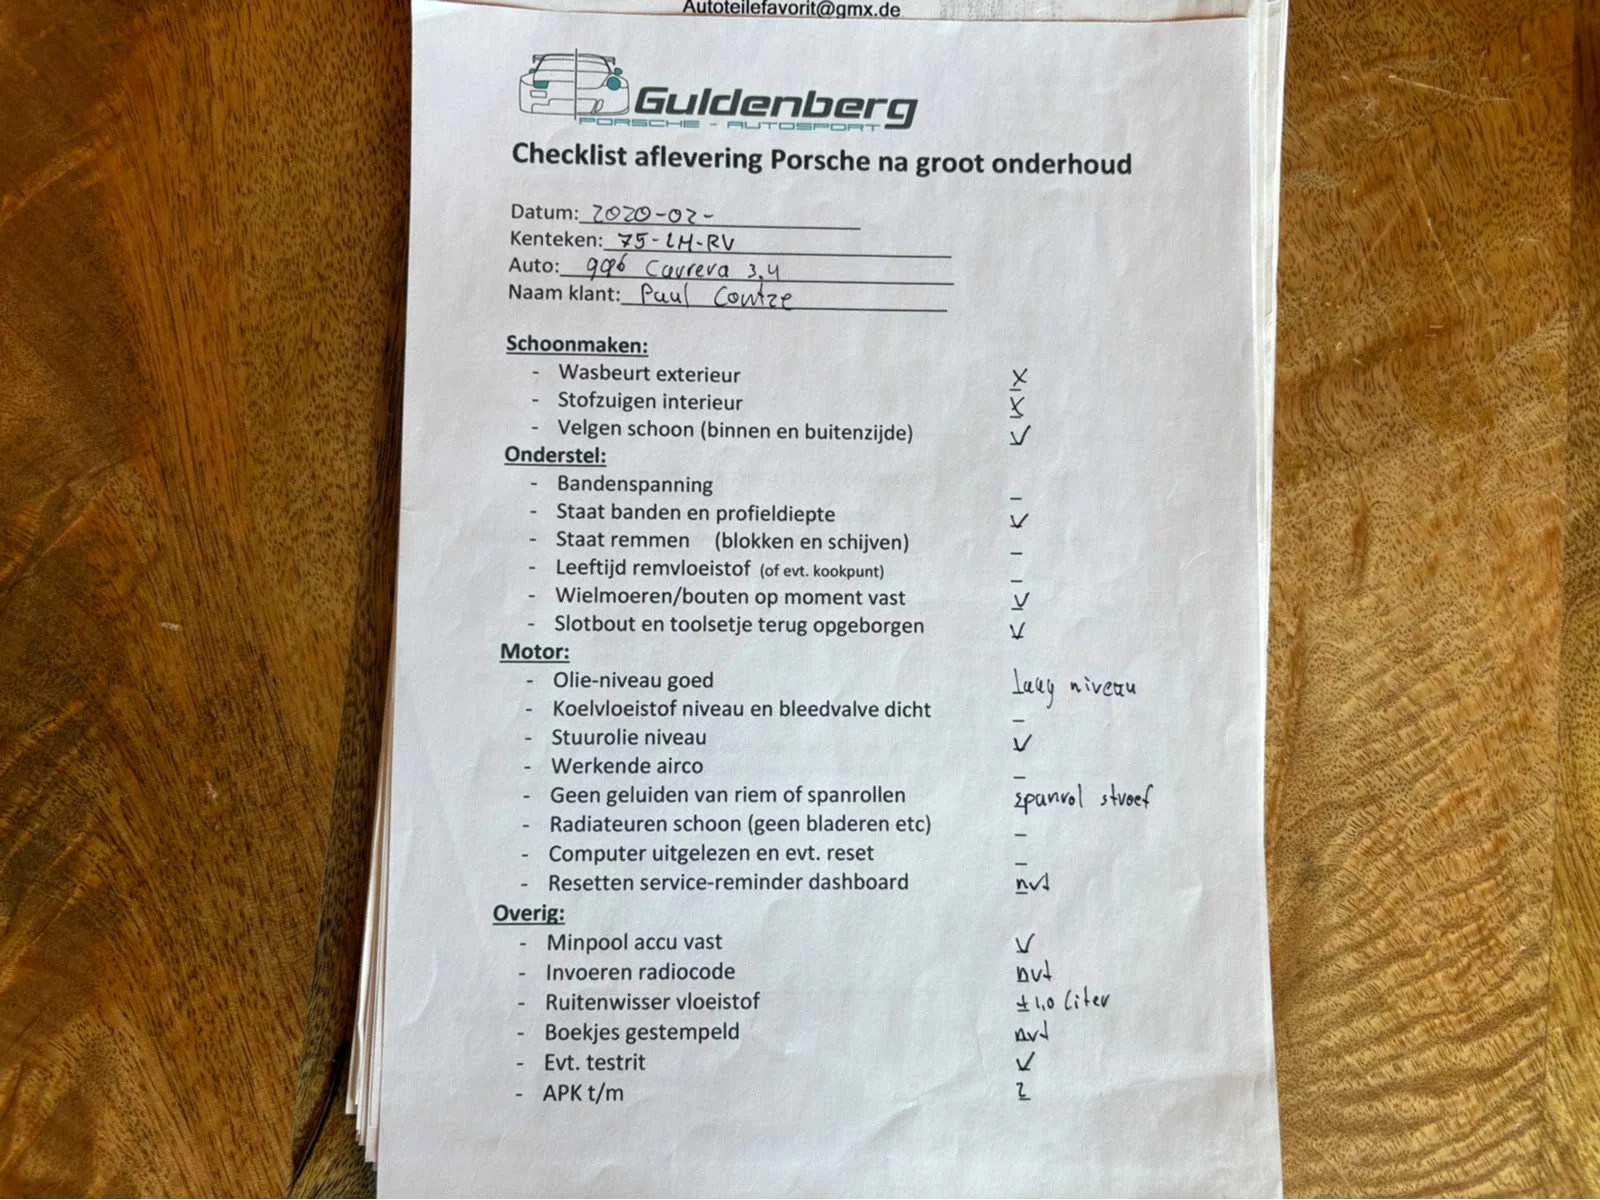 Autoteilefavorit@gmx.de
Guldenberg
PORSCHE - AUTOSPORT
Checklist aflevering Porsche na groot onderhoud
Datum: 2020-02-
Kenteken: 75-LH-RV
Auto: 996 Carrera 3.4
Naam klant: Paul Contze
Schoonmaken:
- Wasbeurt exterieur X
- Stofzuigen interieur X
- Velgen schoon (binnen en buitenzijde) V
Onderstel:
- Bandenspanning _
- Staat banden en profieldiepte V
- Staat remmen (blokken en schijven) _
- Leeftijd remvloeistof (of evt. kookpunt) _
- Wielmoeren/bouten op moment vast V
- Slotbout en toolsetje terug opgeborgen V
Motor:
- Olie-niveau goed laag niveau
- Koelvloeistof niveau en bleedvalve dicht _
- Stuurolie niveau V
- Werkende airco _
- Geen geluiden van riem of spanrollen spanrol stroef
- Radiateuren schoon (geen bladeren etc) _
- Computer uitgelezen en evt. reset _
- Resetten service-reminder dashboard nvt
Overig:
- Minpool accu vast V
- Invoeren radiocode nvt
- Ruitenwisser vloeistof ±1,0 liter
- Boekjes gestempeld nvt
- Evt. testrit V
- APK t/m